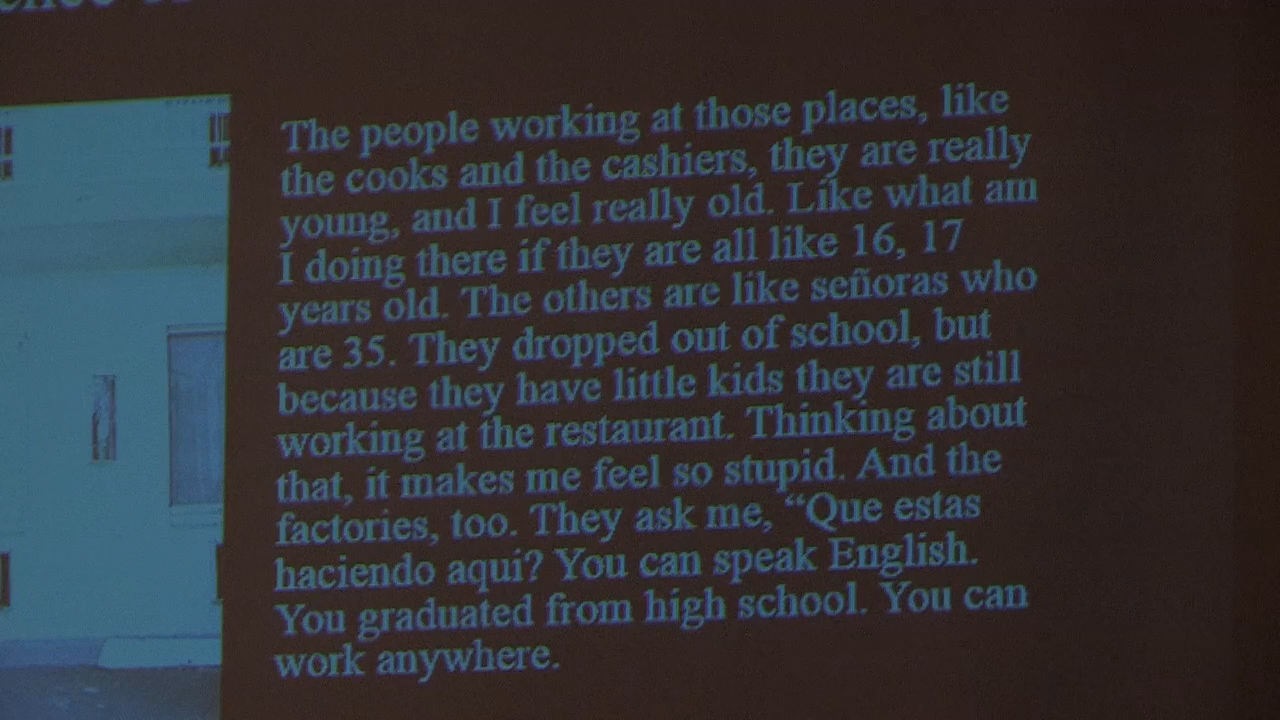 The people working at those places, like
the cooks and the cashiers, they are really
young, and I feel really old. Like what am
I doing there if they are all like 16, 17
years old. The others are like señoras who
are 35. They dropped out of school, but
because they have little kids they are still
working at the restaurant. Thinking about
that, it makes me feel so stupid. And the
factories, too. They ask me, “Que estas
haciendo aqui? You can speak English.
You graduated from high school. You can
work anywhere.